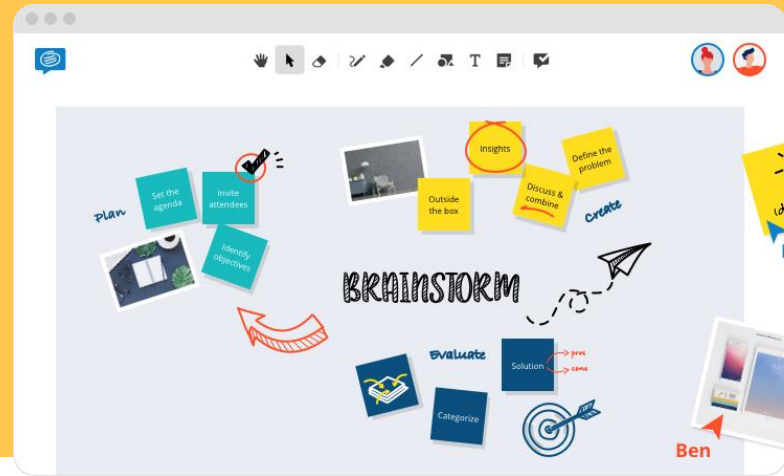 T
Plan
Set the
agenda
Invite
attendees
Identify
objectives
Insights
Define the
problem
Outside
the box
Discuss &
combine
create
BRAINSTORM
Evaluate
Solution
pros
cons
Categorize
Ben